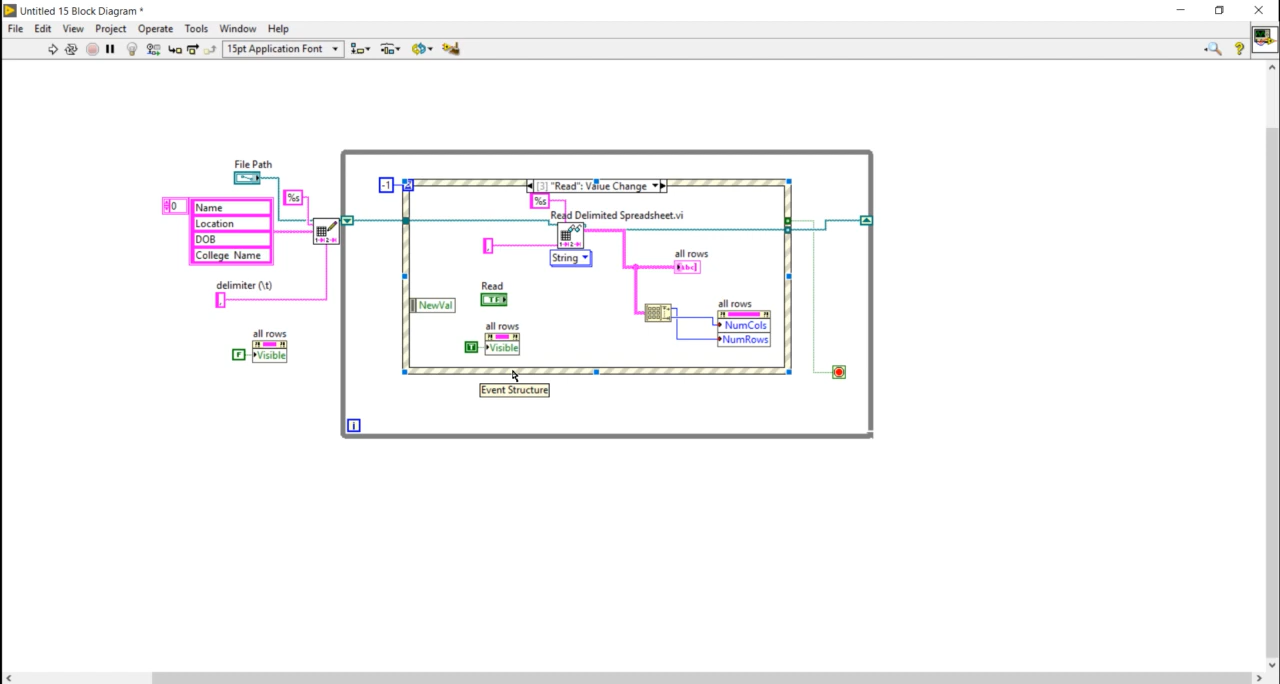 Untitled 15 Block Diagram *
File Edit View Project Operate Tools Window Help
15pt Application Font
File Path
%s
0
Name
Location
DOB
College Name
delimiter (\t)
,
all rows
F
Visible
-1
[3] "Read": Value Change
%s
Read Delimited Spreadsheet.vi
,
String
all rows
abc
Read
TF
NewVal
all rows
T
Visible
all rows
NumCols
NumRows
Event Structure
i